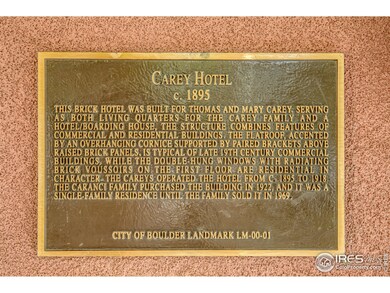 CAREY HOTEL
c. 1895
THIS BRICK HOTEL WAS BUILT FOR THOMAS AND MARY CAREY. SERVING
AS BOTH LIVING QUARTERS FOR THE CAREY FAMILY AND A
HOTEL/BOARDING HOUSE, THE STRUCTURE COMBINES FEATURES OF
COMMERCIAL AND RESIDENTIAL BUILDINGS. THE FLAT ROOF, ACCENTED
BY AN OVERHANGING CORNICE SUPPORTED BY PAIRED BRACKETS ABOVE
RAISED BRICK PANELS, IS TYPICAL OF LATE 19TH CENTURY COMMERCIAL
BUILDINGS, WHILE THE DOUBLE-HUNG WINDOWS WITH RADIATING
BRICK VOUSSOIRS ON THE FIRST FLOOR ARE RESIDENTIAL IN
CHARACTER. THE CAREYS OPERATED THE HOTEL FROM C. 1895 TO 1918.
THE CARANCI FAMILY PURCHASED THE BUILDING IN 1922, AND IT WAS A
SINGLE-FAMILY RESIDENCE UNTIL THE FAMILY SOLD IT IN 1969.
CITY OF BOULDER LANDMARK LM-00-01
IRES